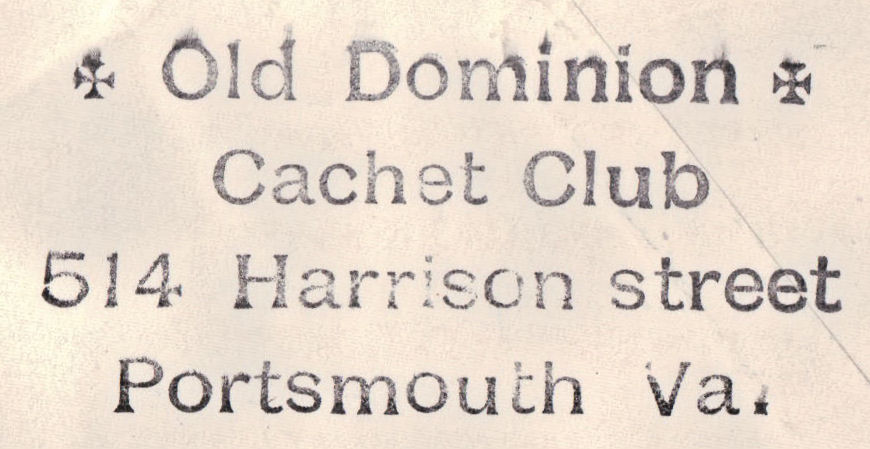 ✠ Old Dominion ✠
Cachet Club
514 Harrison street
Portsmouth Va.